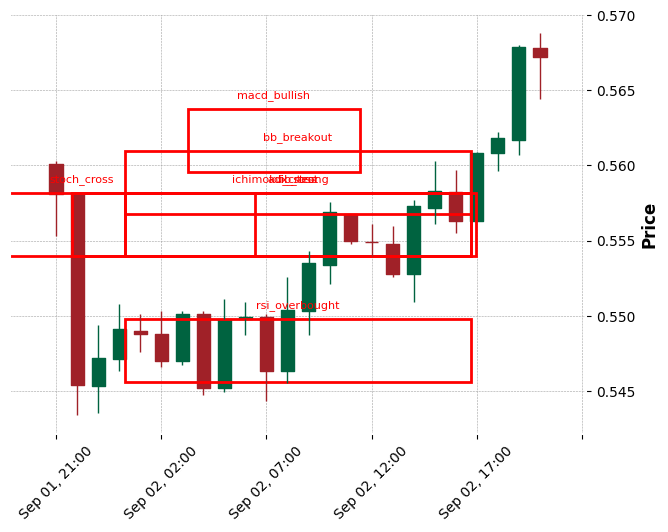 0.570
macd_bullish
0.565
bb_breakout
0.560
stoch_cross
0.555
Price
rsi_overbought
0.550
0.545
Sep 01, 21:00
Sep 02, 02:00
Sep 02, 07:00
Sep 02, 12:00
Sep 02, 17:00